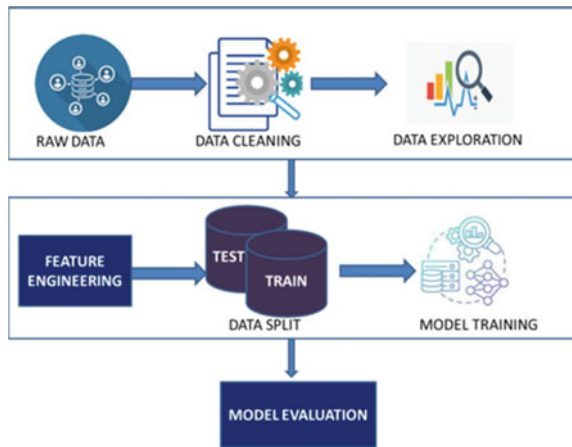 RAW DATA
DATA CLEANING
DATA EXPLORATION
FEATURE
ENGINEERING
TEST
TRAIN
DATA SPLIT
MODEL TRAINING
MODEL EVALUATION